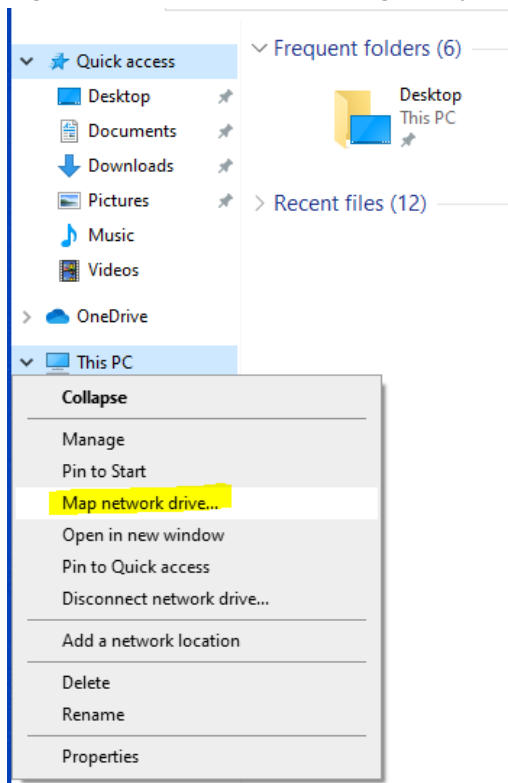 Quick access
Desktop
Documents
Downloads
Pictures
Music
Videos
OneDrive
This PC
Frequent folders (6)
Desktop
This PC
Recent files (12)
Collapse
Manage
Pin to Start
Map network drive...
Open in new window
Pin to Quick access
Disconnect network drive...
Add a network location
Delete
Rename
Properties